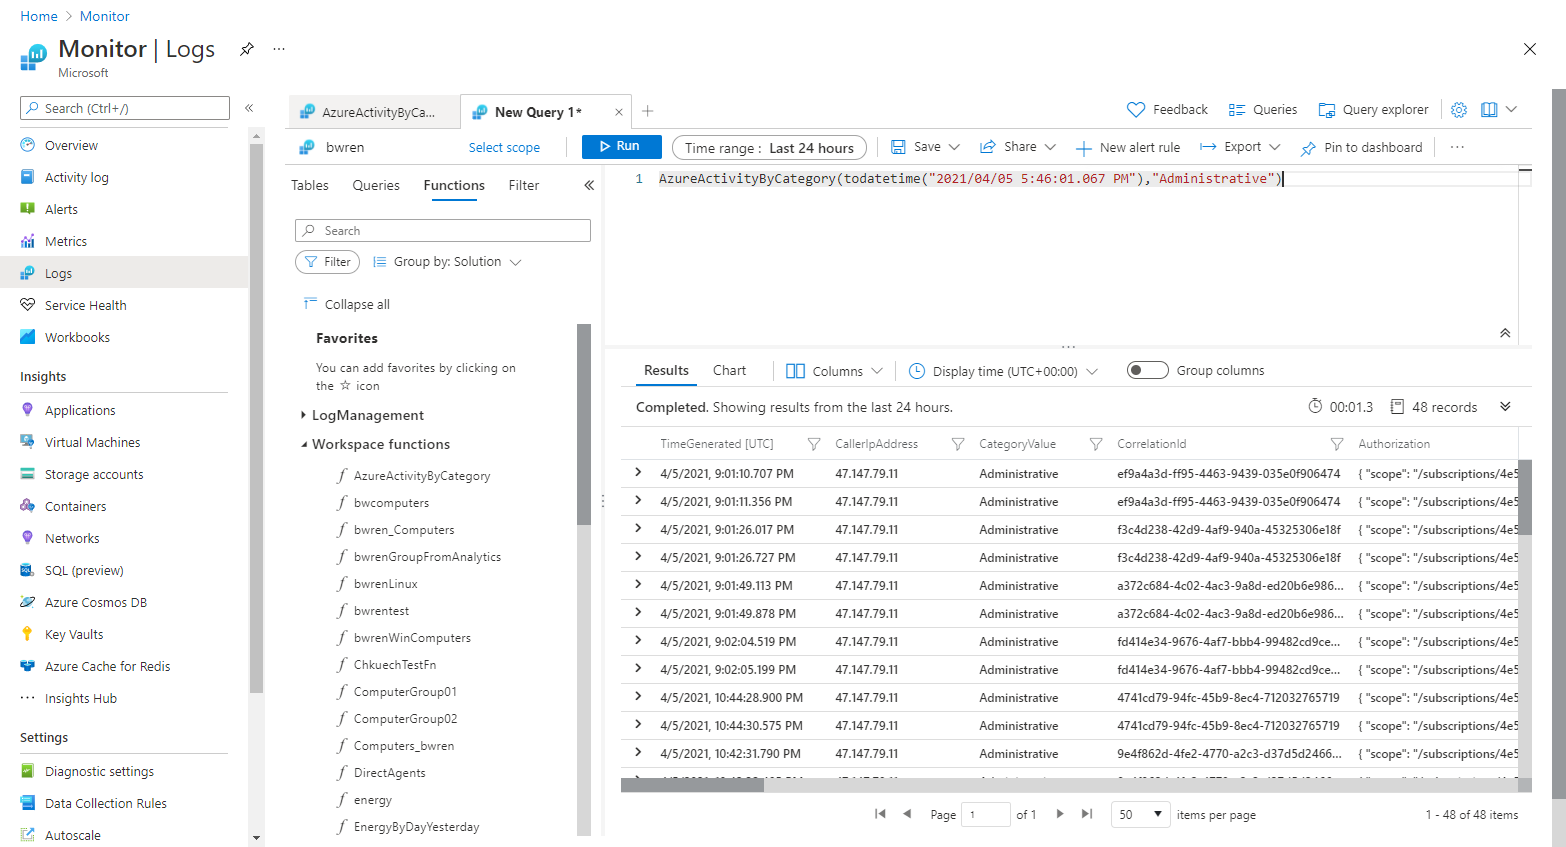 Home > Monitor
Monitor | Logs
Microsoft
Search (Ctrl+/)
Overview
Activity log
Alerts
Metrics
Logs
Service Health
Workbooks
Insights
Applications
Virtual Machines
Storage accounts
Containers
Networks
SQL (preview)
Azure Cosmos DB
Key Vaults
Azure Cache for Redis
Insights Hub
Settings
Diagnostic settings
Data Collection Rules
Autoscale
AzureActivityByCa...
New Query 1*
Feedback
Queries
Query explorer
bwren
Select scope
Run
Time range : Last 24 hours
Save
Share
New alert rule
Export
Pin to dashboard
Tables Queries Functions Filter
Search
Filter
Group by: Solution
Collapse all
Favorites
You can add favorites by clicking on
the ☆ icon
LogManagement
Workspace functions
AzureActivityByCategory
bwcomputers
bwren_Computers
bwrenGroupFromAnalytics
bwrenLinux
bwrentest
bwrenWinComputers
ChkuechTestFn
ComputerGroup01
ComputerGroup02
Computers_bwren
DirectAgents
energy
EnergyByDayYesterday
1 AzureActivityByCategory(todatetime("2021/04/05 5:46:01.067 PM"),"Administrative")
Results Chart Columns Display time (UTC+00:00) Group columns
Completed. Showing results from the last 24 hours. 00:01.3 48 records
TimeGenerated [UTC] CallerIpAddress CategoryValue CorrelationId Authorization
4/5/2021, 9:01:10.707 PM 47.147.79.11 Administrative ef9a4a3d-ff95-4463-9439-035e0f906474 { "scope": "/subscriptions/4e5
4/5/2021, 9:01:11.356 PM 47.147.79.11 Administrative ef9a4a3d-ff95-4463-9439-035e0f906474 { "scope": "/subscriptions/4e5
4/5/2021, 9:01:26.017 PM 47.147.79.11 Administrative f3c4d238-42d9-4af9-940a-45325306e18f { "scope": "/subscriptions/4e5
4/5/2021, 9:01:26.727 PM 47.147.79.11 Administrative f3c4d238-42d9-4af9-940a-45325306e18f { "scope": "/subscriptions/4e5
4/5/2021, 9:01:49.113 PM 47.147.79.11 Administrative a372c684-4c02-4ac3-9a8d-ed20b6e986... { "scope": "/subscriptions/4e5
4/5/2021, 9:01:49.878 PM 47.147.79.11 Administrative a372c684-4c02-4ac3-9a8d-ed20b6e986... { "scope": "/subscriptions/4e5
4/5/2021, 9:02:04.519 PM 47.147.79.11 Administrative fd414e34-9676-4af7-bbb4-99482cd9ce... { "scope": "/subscriptions/4e5
4/5/2021, 9:02:05.199 PM 47.147.79.11 Administrative fd414e34-9676-4af7-bbb4-99482cd9ce... { "scope": "/subscriptions/4e5
4/5/2021, 10:44:28.900 PM 47.147.79.11 Administrative 4741cd79-94fc-45b9-8ec4-712032765719 { "scope": "/subscriptions/4e5
4/5/2021, 10:44:30.575 PM 47.147.79.11 Administrative 4741cd79-94fc-45b9-8ec4-712032765719 { "scope": "/subscriptions/4e5
4/5/2021, 10:42:31.790 PM 47.147.79.11 Administrative 9e4f862d-4fe2-4770-a2c3-d37d5d2466... { "scope": "/subscriptions/4e5
Page 1 of 1 50 items per page 1 - 48 of 48 items